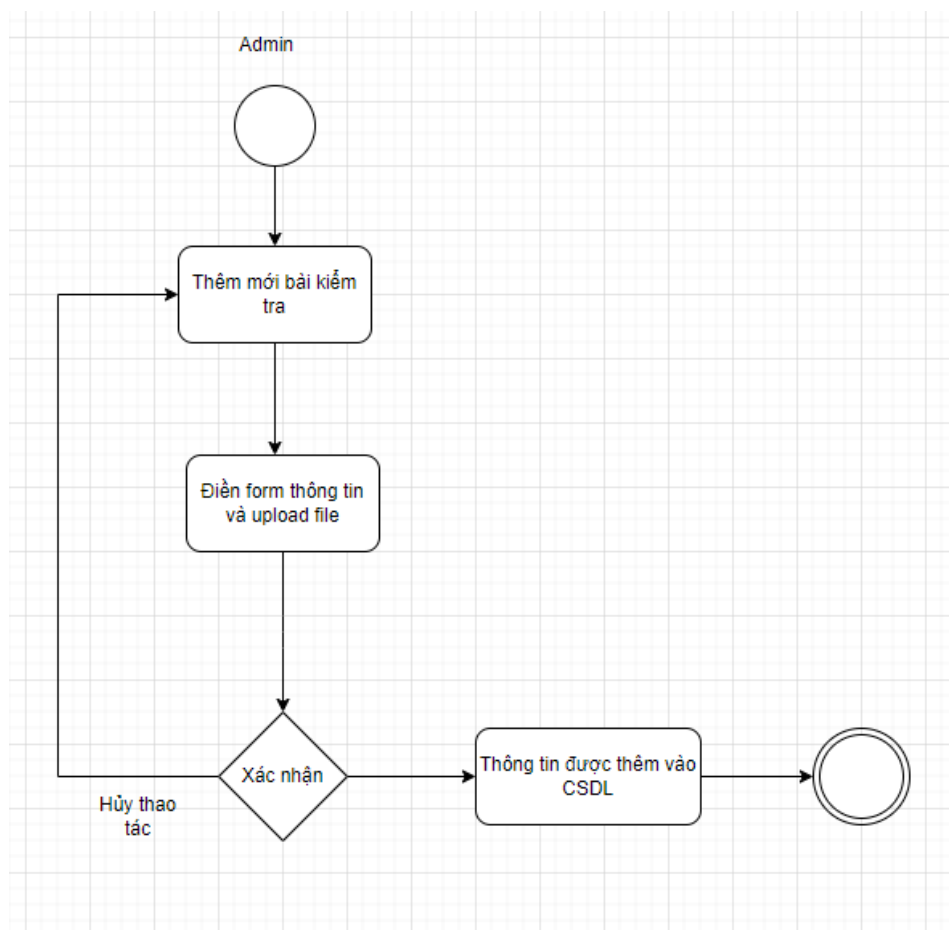 Admin
Thêm mới bài kiểm
tra
Điền form thông tin
và upload file
Xác nhận
Hủy thao
tác
Thông tin được thêm vào
CSDL